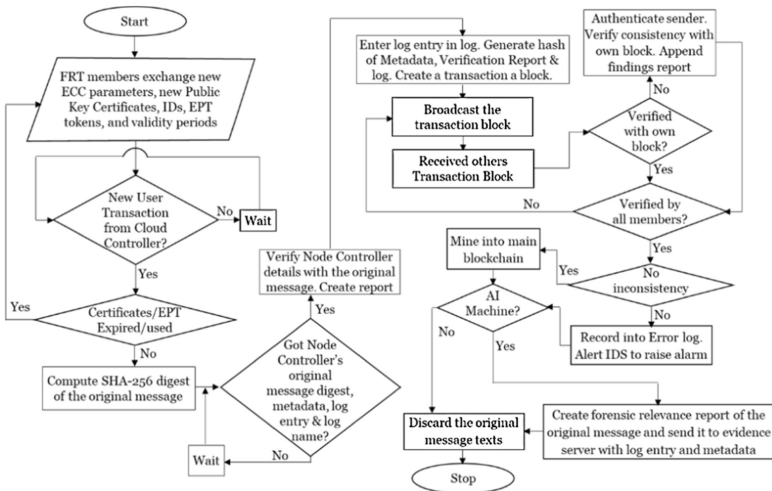 Start
FRT members exchange new
ECC parameters, new Public
Key Certificates, IDs, EPT
tokens, and validity periods
New User
Transaction
from Cloud
Controller?
No
Wait
Yes
Certificates/EPT
Expired/used
Yes
No
Compute SHA-256 digest
of the original message
Wait
No
Got Node
Controller's
original
message digest,
metadata, log
entry & log
name?
Yes
Verify Node Controller
details with the original
message. Create report
Enter log entry in log. Generate hash
of Metadata, Verification Report &
log. Create a transaction a block.
Broadcast the
transaction block
Received others
Transaction Block
Authenticate sender.
Verify consistency with
own block. Append
findings report
No
Verified
with own
block?
Yes
No
Verified by
all members?
Yes
No
inconsistency
Yes
Mine into main
blockchain
No
Record into Error log.
Alert IDS to raise alarm
AI
Machine?
No
Yes
Create forensic relevance report of the
original message and send it to evidence
server with log entry and metadata
Discard the original
message texts
Stop